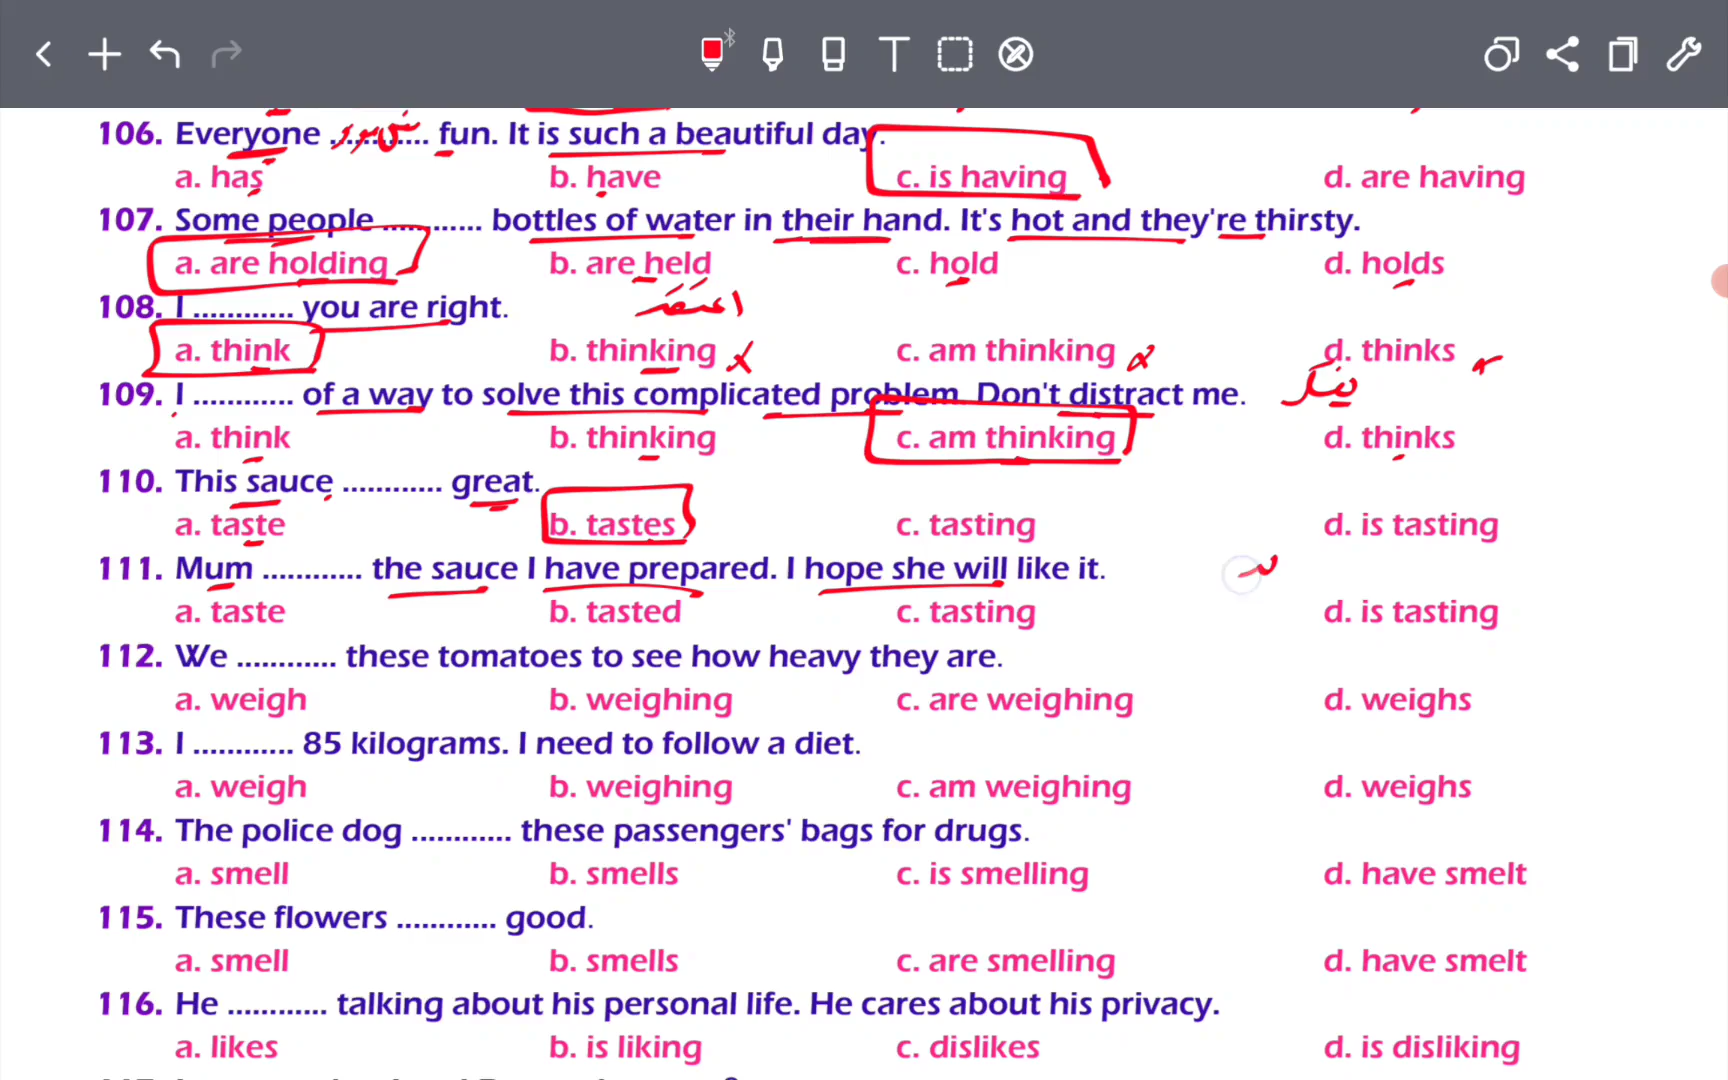 106. Everyone ............ fun. It is such a beautiful day.
a. has b. have c. is having d. are having
107. Some people ............ bottles of water in their hand. It's hot and they're thirsty.
a. are holding b. are held c. hold d. holds
108. I ............ you are right.
a. think b. thinking c. am thinking d. thinks
109. I ............ of a way to solve this complicated problem. Don't distract me.
a. think b. thinking c. am thinking d. thinks
110. This sauce ............ great.
a. taste b. tastes c. tasting d. is tasting
111. Mum ............ the sauce I have prepared. I hope she will like it.
a. taste b. tasted c. tasting d. is tasting
112. We ............ these tomatoes to see how heavy they are.
a. weigh b. weighing c. are weighing d. weighs
113. I ............ 85 kilograms. I need to follow a diet.
a. weigh b. weighing c. am weighing d. weighs
114. The police dog ............ these passengers' bags for drugs.
a. smell b. smells c. is smelling d. have smelt
115. These flowers ............ good.
a. smell b. smells c. are smelling d. have smelt
116. He ............ talking about his personal life. He cares about his privacy.
a. likes b. is liking c. dislikes d. is disliking